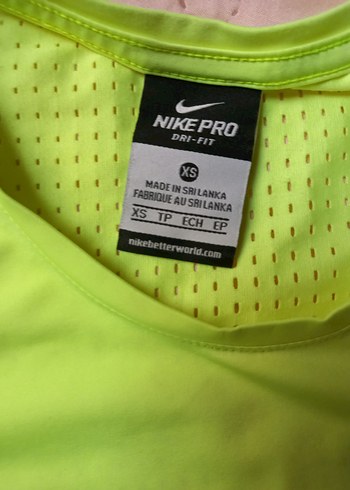 NIKE PRO
DRI-FIT
XS
MADE IN SRI LANKA
FABRIQUE AU SRI LANKA
XS TP ECH EP
nikebetterworld.com